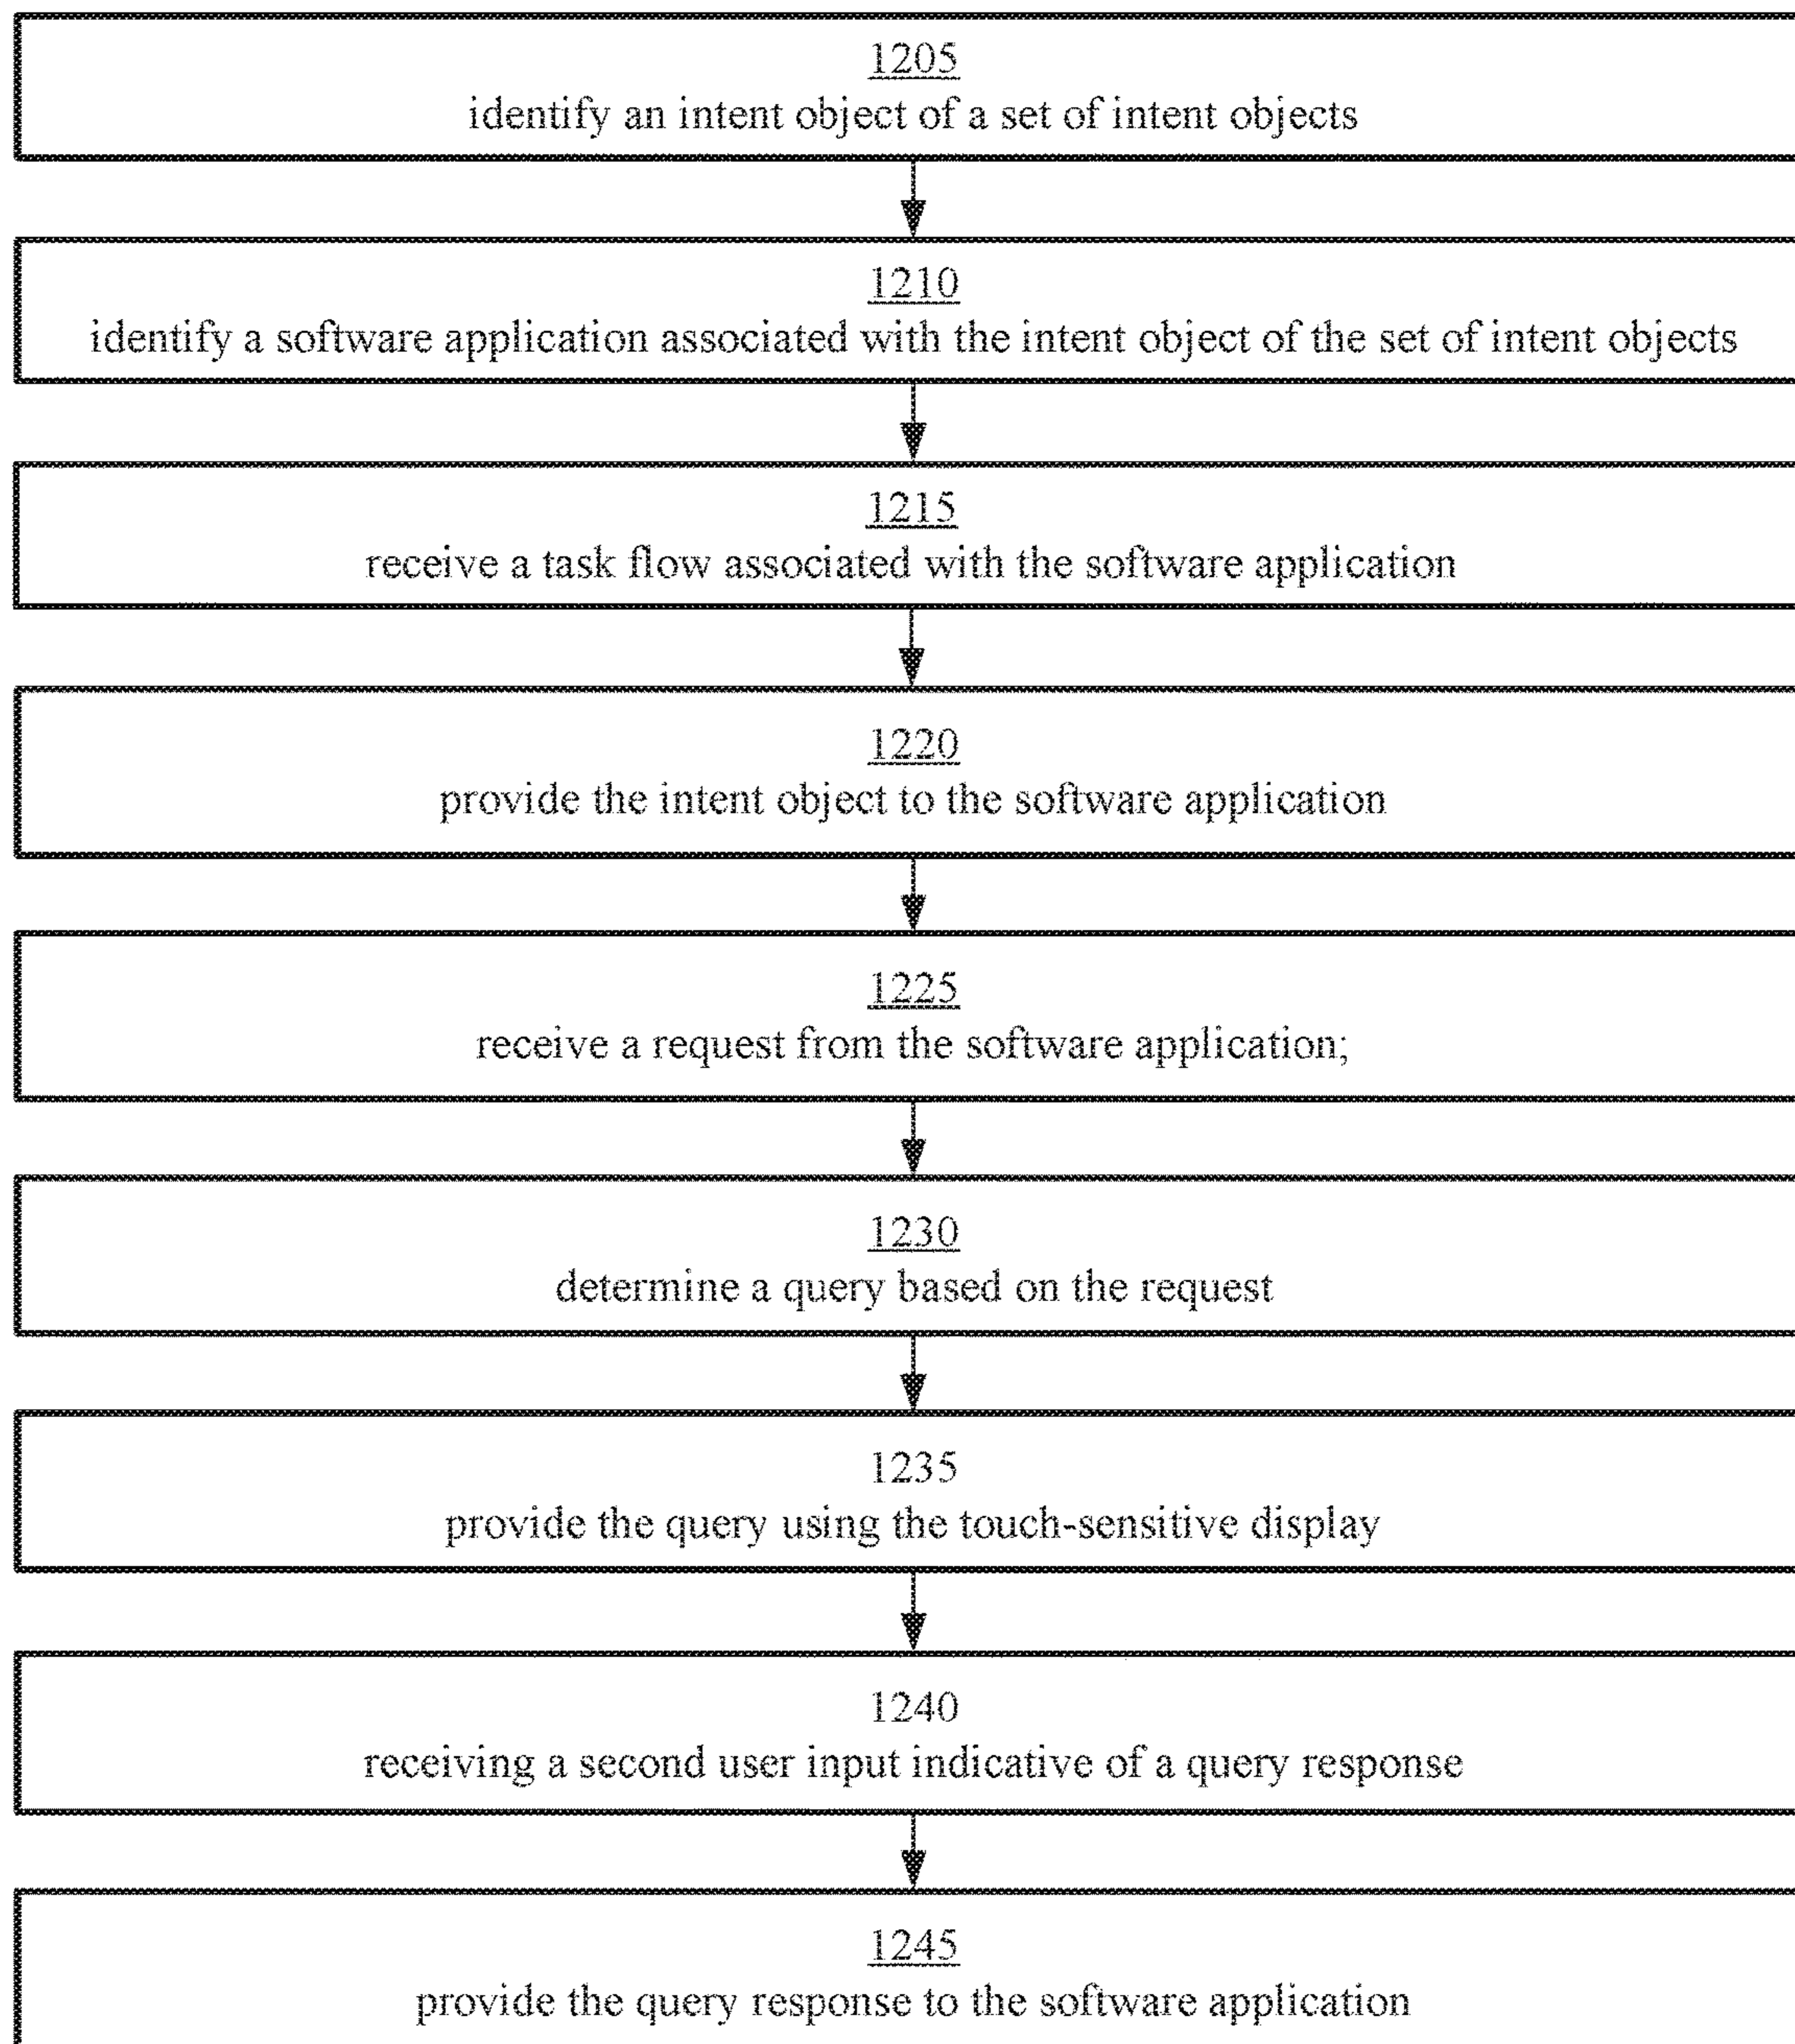 1205
identify an intent object of a set of intent objects
1210
identify a software application associated with the intent object of the set of intent objects
1215
receive a task flow associated with the software application
1220
provide the intent object to the software application
1225
receive a request from the software application;
1230
determine a query based on the request
1235
provide the query using the touch-sensitive display
1240
receiving a second user input indicative of a query response
1245
provide the query response to the software application